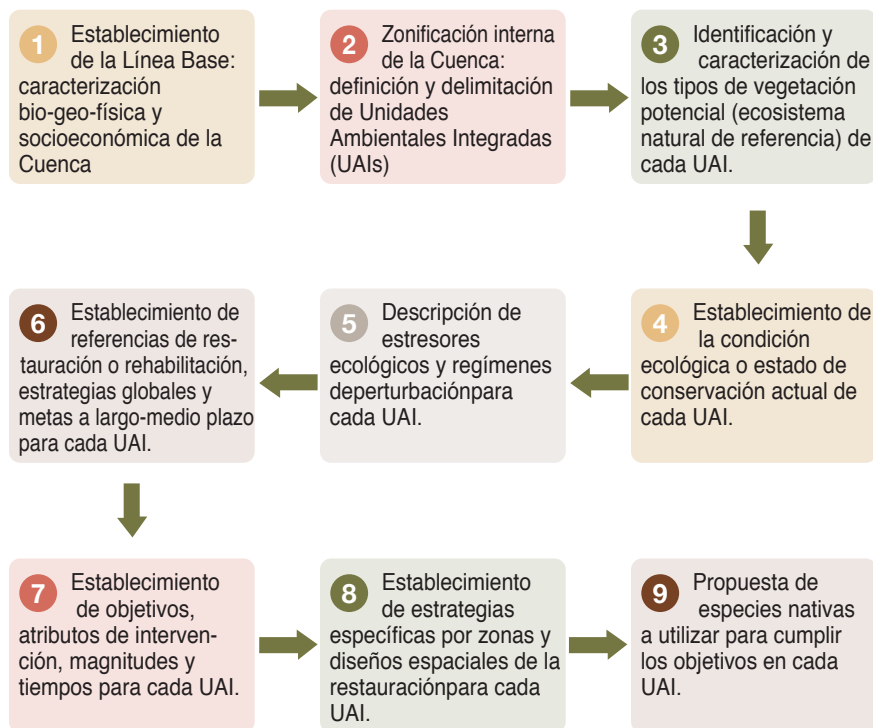 1 Establecimiento
de la Línea Base:
caracterización
bio-geo-física y
socioeconómica de la
Cuenca
2 Zonificación interna
de la Cuenca:
definición y delimitación
de Unidades
Ambientales Integradas
(UAIs)
3 Identificación y
caracterización de
los tipos de vegetación
potencial (ecosistema
natural de referencia) de
cada UAI.
4 Establecimiento de
la condición
ecológica o estado de
conservación actual de
cada UAI.
5 Descripción de
estresores
ecológicos y regímenes
deperturbaciónpara
cada UAI.
6 Establecimiento de
referencias de res-
tauración o rehabilitación,
estrategias globales y
metas a largo-medio plazo
para cada UAI.
7 Establecimiento
de objetivos,
atributos de interven-
ción, magnitudes y
tiempos para cada UAI.
8 Establecimiento
de estrategias
específicas por zonas y
diseños espaciales de la
restauraciónpara cada
UAI.
9 Propuesta de
especies nativas
a utilizar para cumplir
los objetivos en cada
UAI.